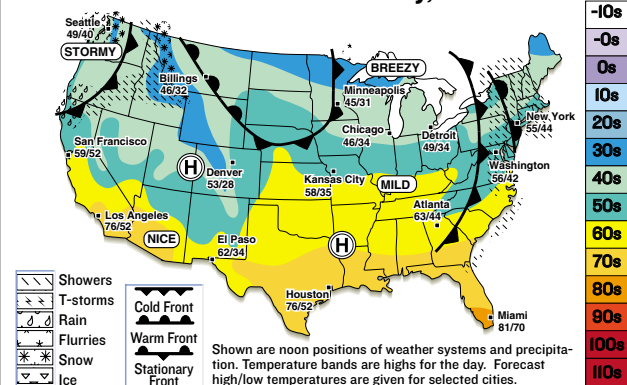 Seattle
49/40
STORMY
Billings
46/32
BREEZY
Minneapolis
45/31
Chicago
46/34
Detroit
49/34
New York
55/44
San Francisco
59/52
H
Denver
53/28
Kansas City
58/35
MILD
Washington
56/42
Atlanta
63/44
Los Angeles
76/52
NICE
El Paso
62/34
H
Houston
76/52
Miami
81/70
-10s
-0s
0s
10s
20s
30s
40s
50s
60s
70s
80s
90s
100s
110s
Showers
T-storms
Rain
Flurries
Snow
Ice
Cold Front
Warm Front
Stationary
Front
Shown are noon positions of weather systems and precipita-
tion. Temperature bands are highs for the day. Forecast
high/low temperatures are given for selected cities.